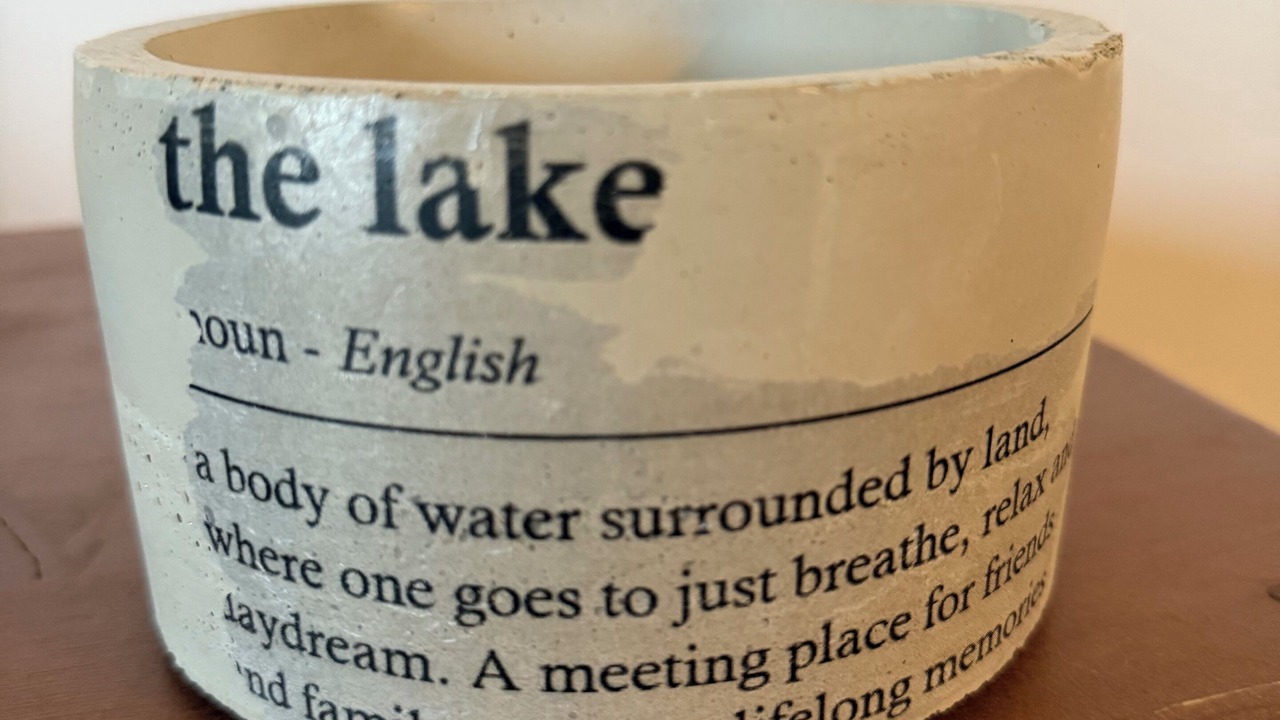 the lake
noun - English
a body of water surrounded by land,
where one goes to just breathe, relax and
daydream. A meeting place for friends
and family lifelong memories